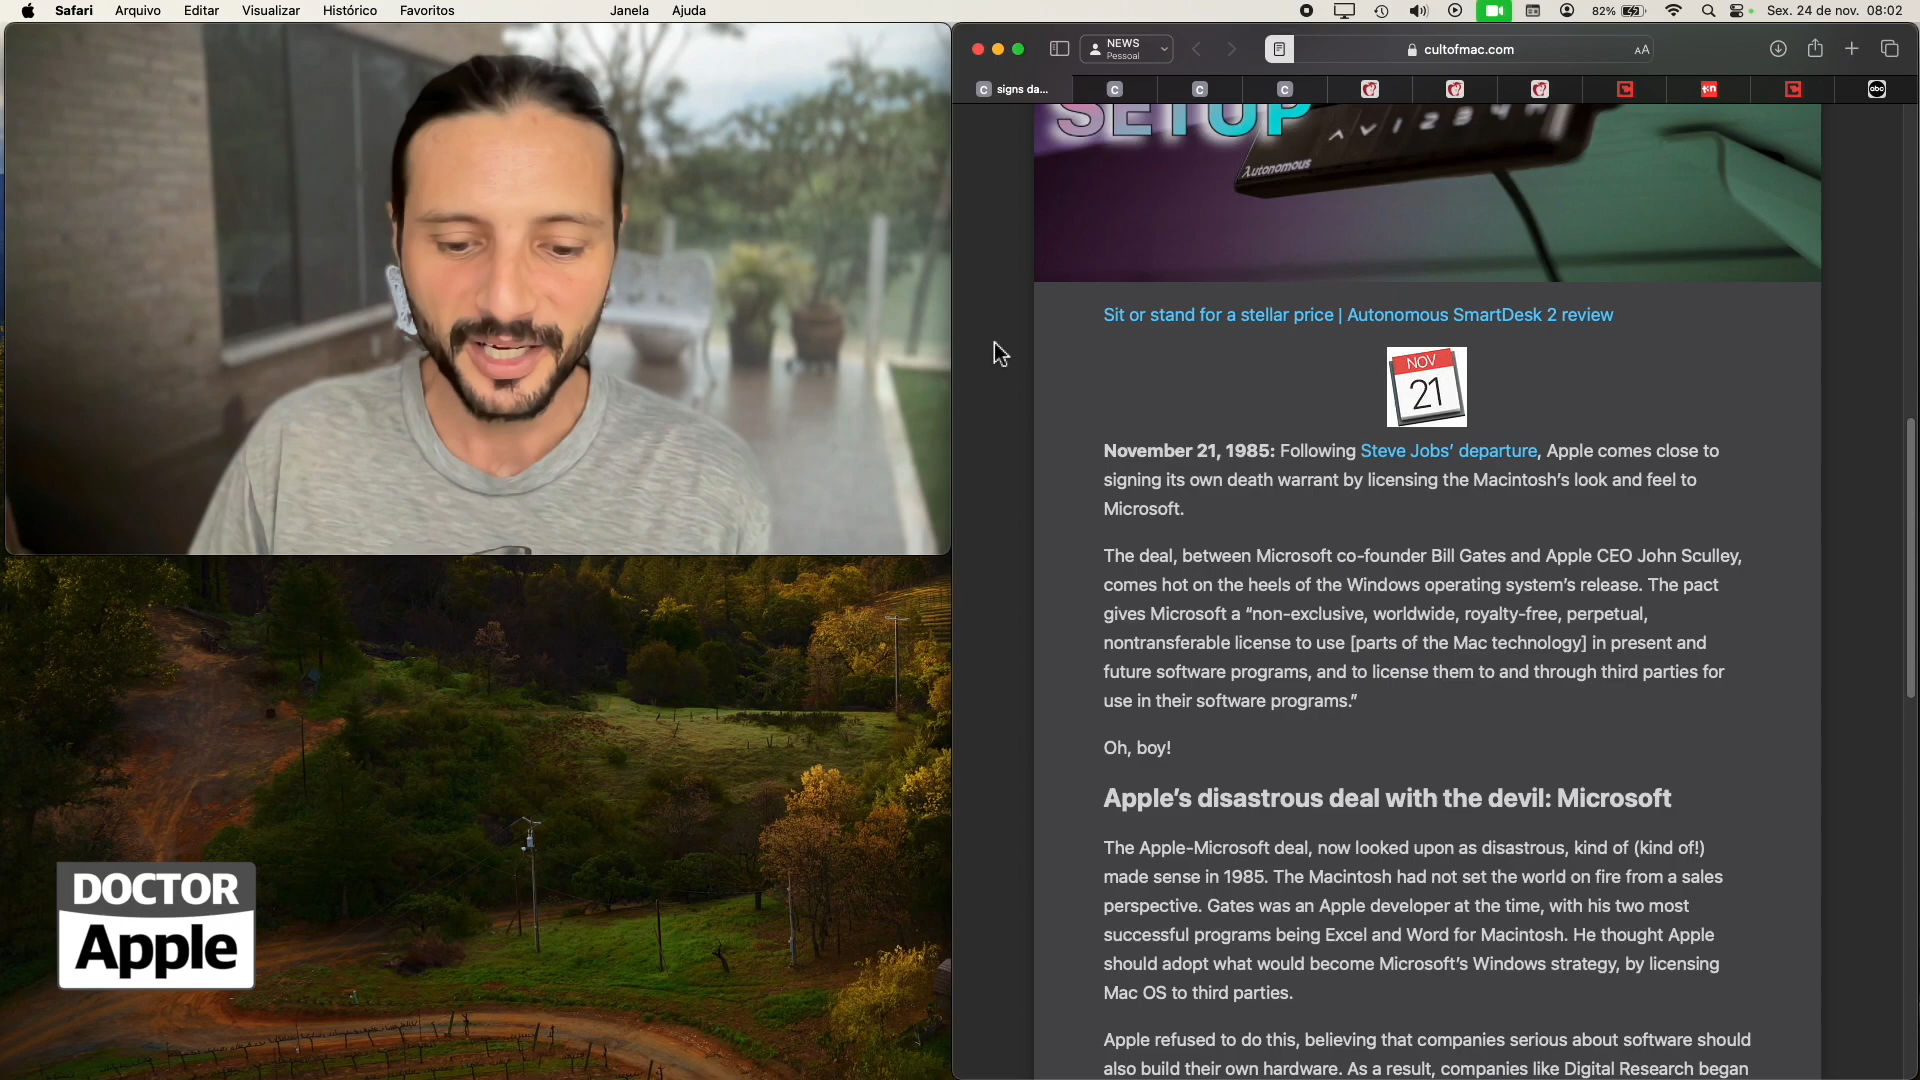 Safari Arquivo Editar Visualizar Histórico Favoritos Janela Ajuda 82% Sex. 24 de nov. 08:02
NEWS
Pessoal
cultofmac.com
AA
C signs da... C C C tkn abc
SETUP
Autonomous
Sit or stand for a stellar price | Autonomous SmartDesk 2 review
NOV
21
November 21, 1985: Following Steve Jobs’ departure, Apple comes close to
signing its own death warrant by licensing the Macintosh’s look and feel to
Microsoft.
The deal, between Microsoft co-founder Bill Gates and Apple CEO John Sculley,
comes hot on the heels of the Windows operating system’s release. The pact
gives Microsoft a “non-exclusive, worldwide, royalty-free, perpetual,
nontransferable license to use [parts of the Mac technology] in present and
future software programs, and to license them to and through third parties for
use in their software programs.”
Oh, boy!
Apple’s disastrous deal with the devil: Microsoft
The Apple-Microsoft deal, now looked upon as disastrous, kind of (kind of!)
made sense in 1985. The Macintosh had not set the world on fire from a sales
perspective. Gates was an Apple developer at the time, with his two most
successful programs being Excel and Word for Macintosh. He thought Apple
should adopt what would become Microsoft’s Windows strategy, by licensing
Mac OS to third parties.
Apple refused to do this, believing that companies serious about software should
also build their own hardware. As a result, companies like Digital Research began
DOCTOR
Apple